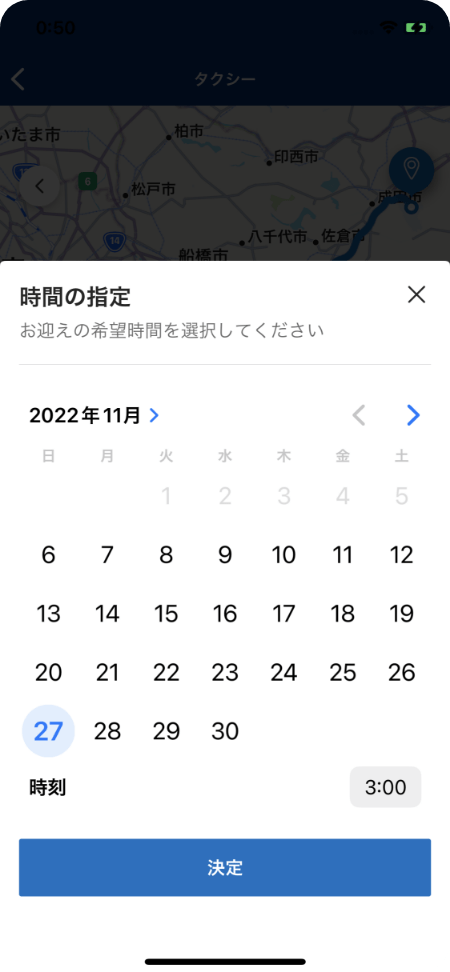 0:50
タクシー
いたま市
柏市
印西市
6
松戸市
14
八千代市
佐倉市
船橋市
時間の指定
お迎えの希望時間を選択してください
2022年 11月
日 月 火 水 木 金 土
1 2 3 4 5
6 7 8 9 10 11 12
13 14 15 16 17 18 19
20 21 22 23 24 25 26
27 28 29 30
時刻 3:00
決定